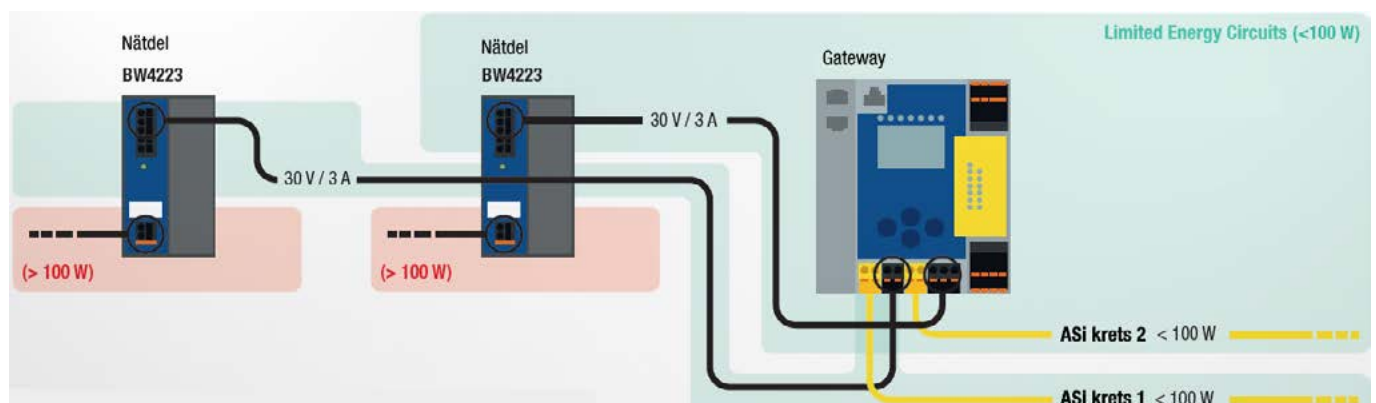 Limited Energy Circuits (<100 W)
Nätdel
BW4223
Nätdel
BW4223
Gateway
30 V / 3 A
30 V / 3 A
(> 100 W)
(> 100 W)
ASi krets 2 < 100 W
ASi krets 1 < 100 W